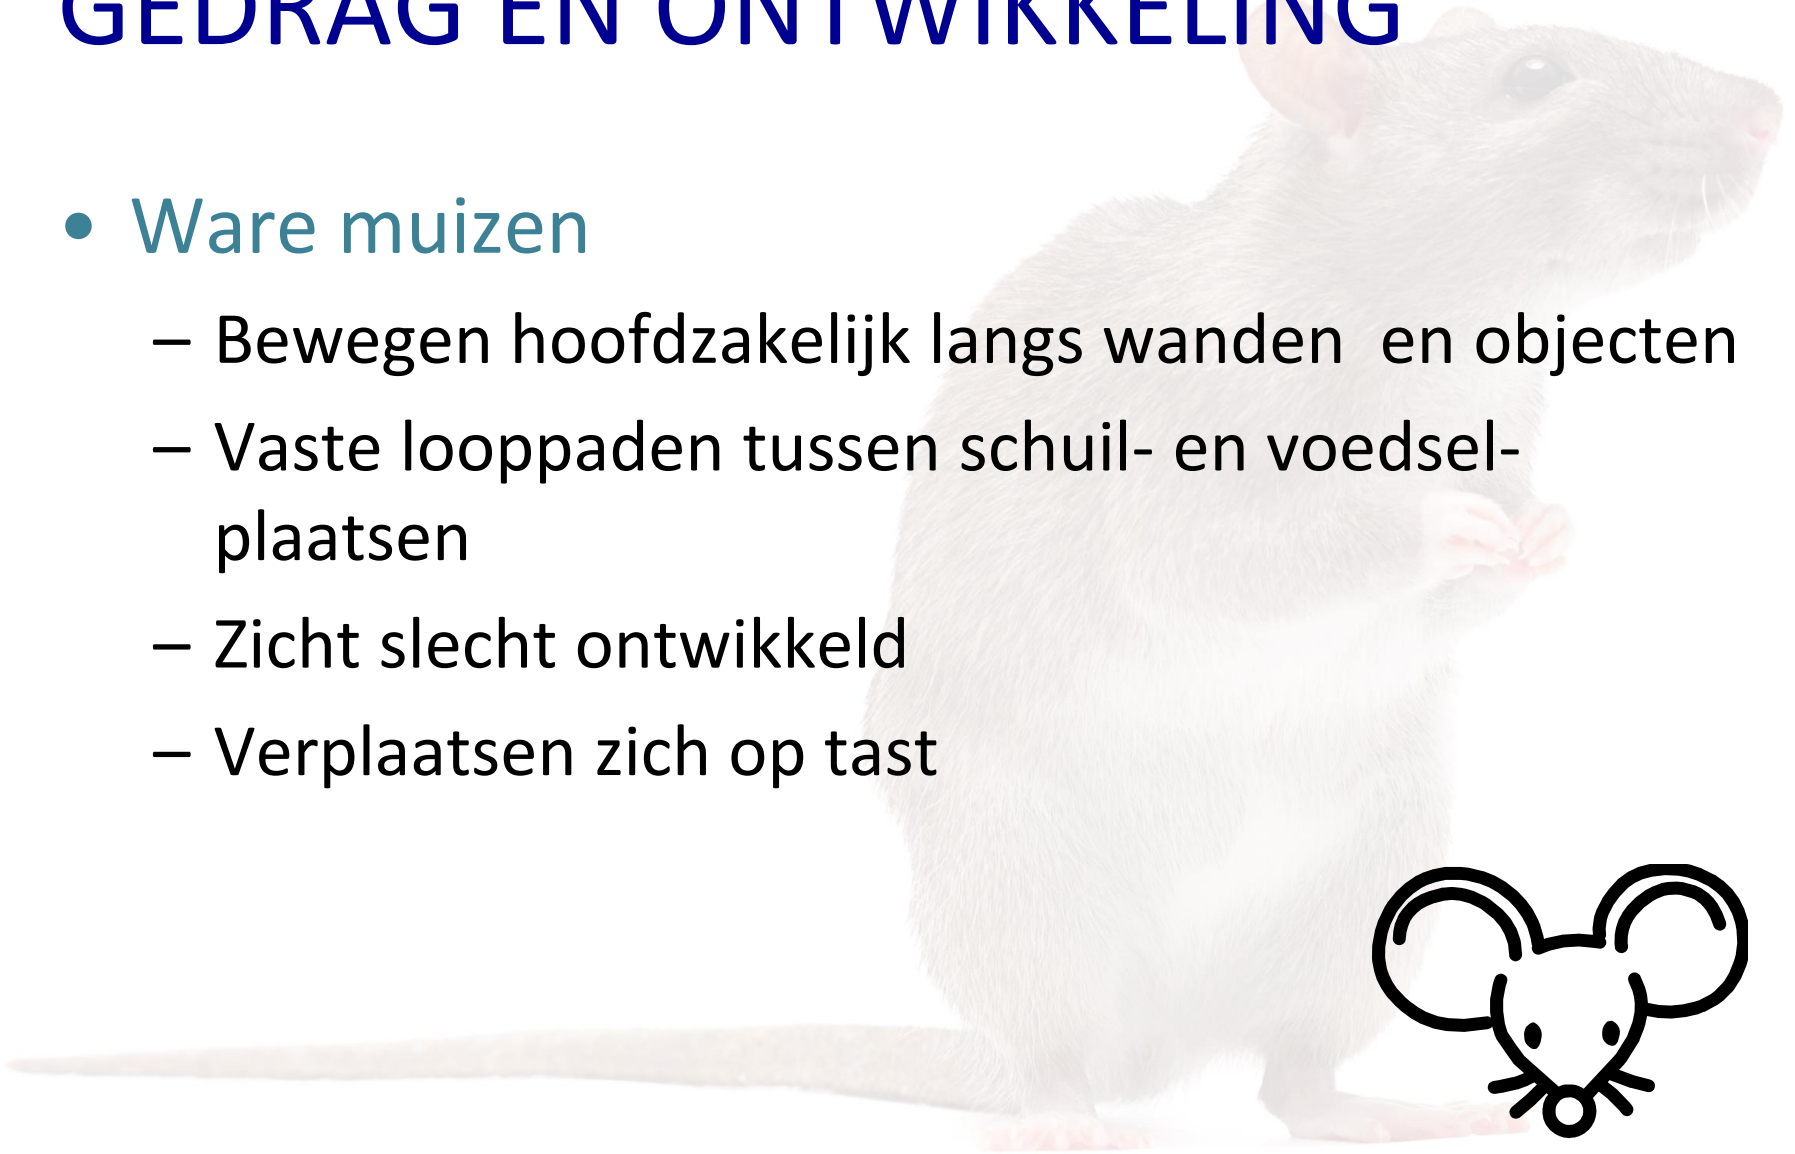 GEDRAG EN ONTWIKKELING
• Ware muizen
– Bewegen hoofdzakelijk langs wanden  en objecten
– Vaste looppaden tussen schuil- en voedsel-
plaatsen
– Zicht slecht ontwikkeld
– Verplaatsen zich op tast